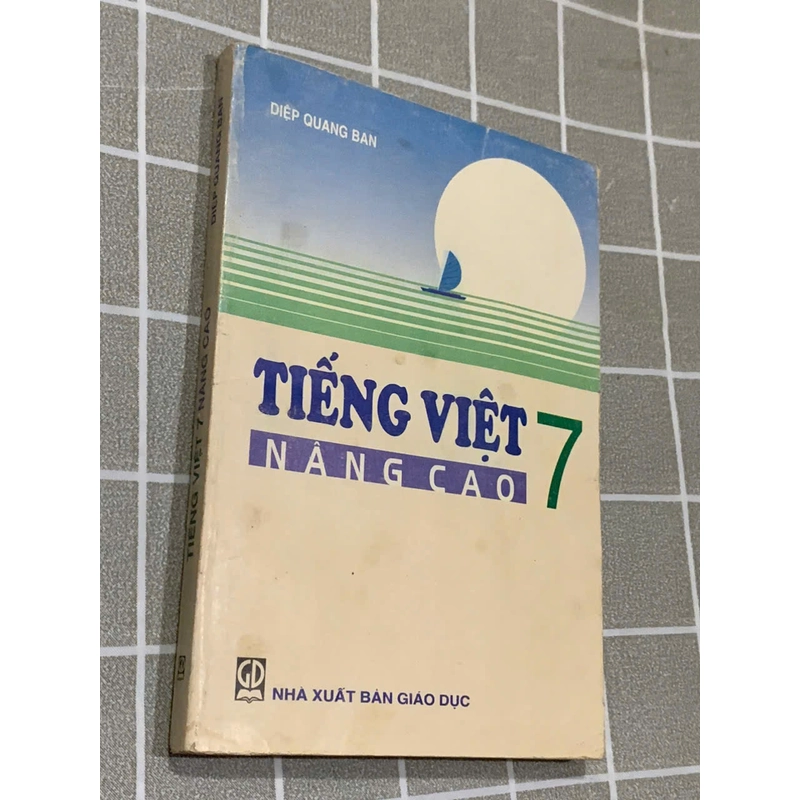 DIỆP QUANG BAN
TIẾNG VIỆT 7
NÂNG CAO
GD
NHÀ XUẤT BẢN GIÁO DỤC
DIỆP QUANG BAN
TIẾNG VIỆT 7 NÂNG CAO